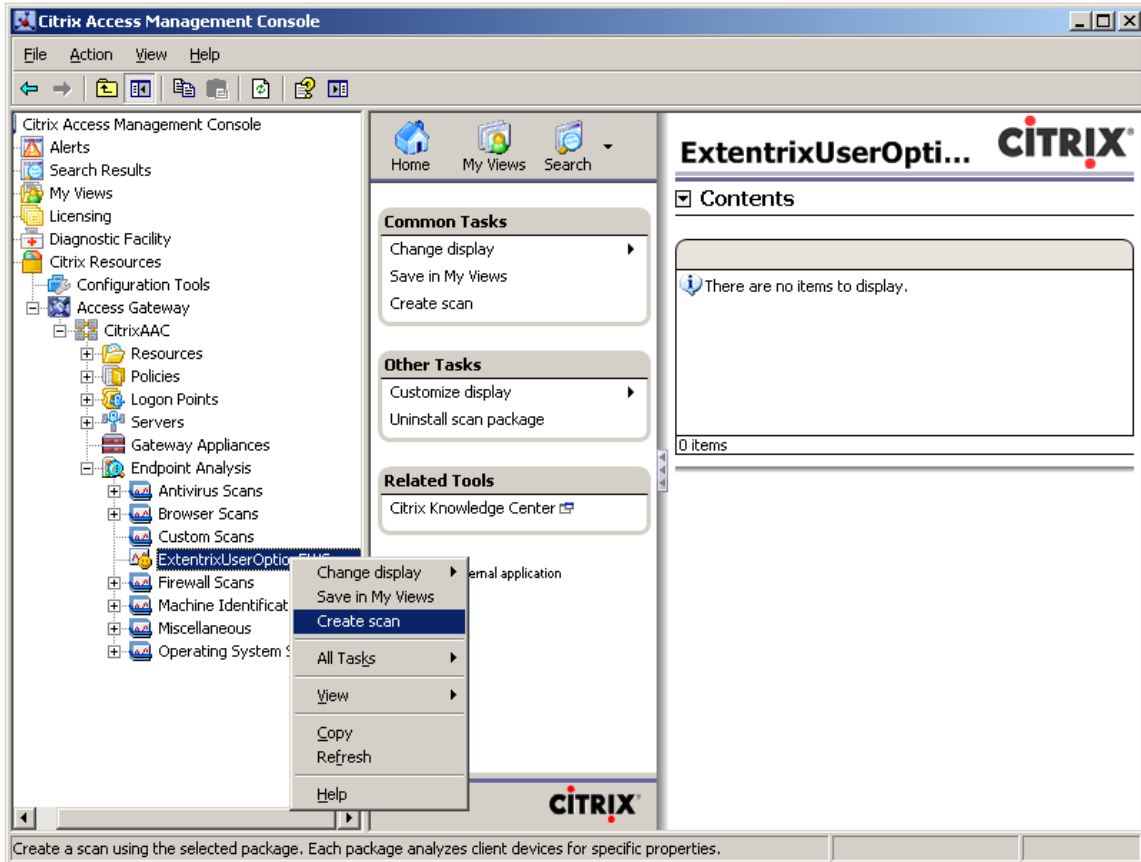 Citrix Access Management Console
File Action View Help
Citrix Access Management Console
Alerts
Search Results
My Views
Licensing
Diagnostic Facility
Citrix Resources
Configuration Tools
Access Gateway
CitrixAAC
Resources
Policies
Logon Points
Servers
Gateway Appliances
Endpoint Analysis
Antivirus Scans
Browser Scans
Custom Scans
Firewall Scans
Machine Identificat
Miscellaneous
Operating System
Change display
Save in My Views
Create scan
All Tasks
View
Copy
Refresh
Help
Home My Views Search
Common Tasks
Change display
Save in My Views
Create scan
Other Tasks
Customize display
Uninstall scan package
Related Tools
Citrix Knowledge Center
ernal application
CITRIX
ExtentrixUserOpti... CITRIX
Contents
There are no items to display.
0 items
Create a scan using the selected package. Each package analyzes client devices for specific properties.